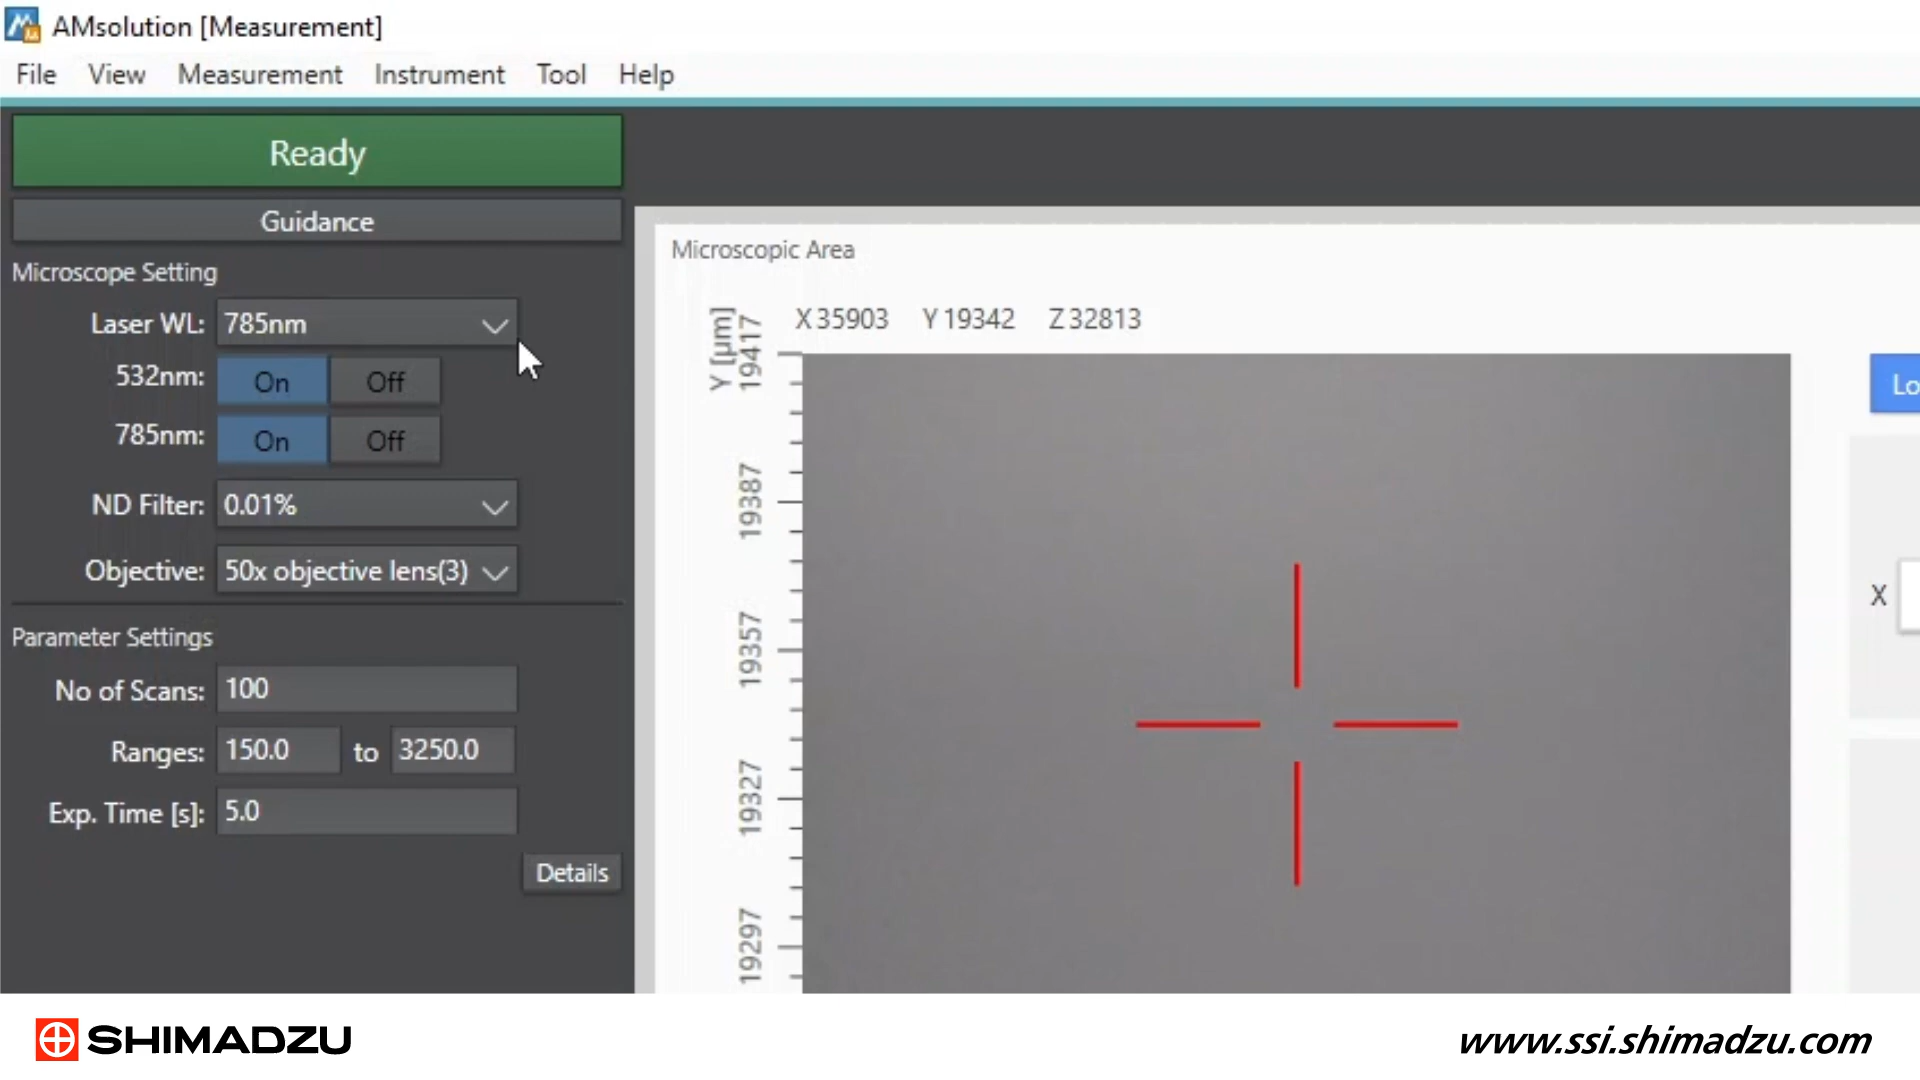 AMsolution [Measurement]
File View Measurement Instrument Tool Help
Ready
Guidance
Microscope Setting
Laser WL: 785nm
532nm: On Off
785nm: On Off
ND Filter: 0.01%
Objective: 50x objective lens(3)
Parameter Settings
No of Scans: 100
Ranges: 150.0 to 3250.0
Exp. Time [s]: 5.0
Details
Microscopic Area
X 35903 Y 19342 Z 32813
Y [µm]
19417
19387
19357
19327
19297
Lo
X
SHIMADZU
www.ssi.shimadzu.com